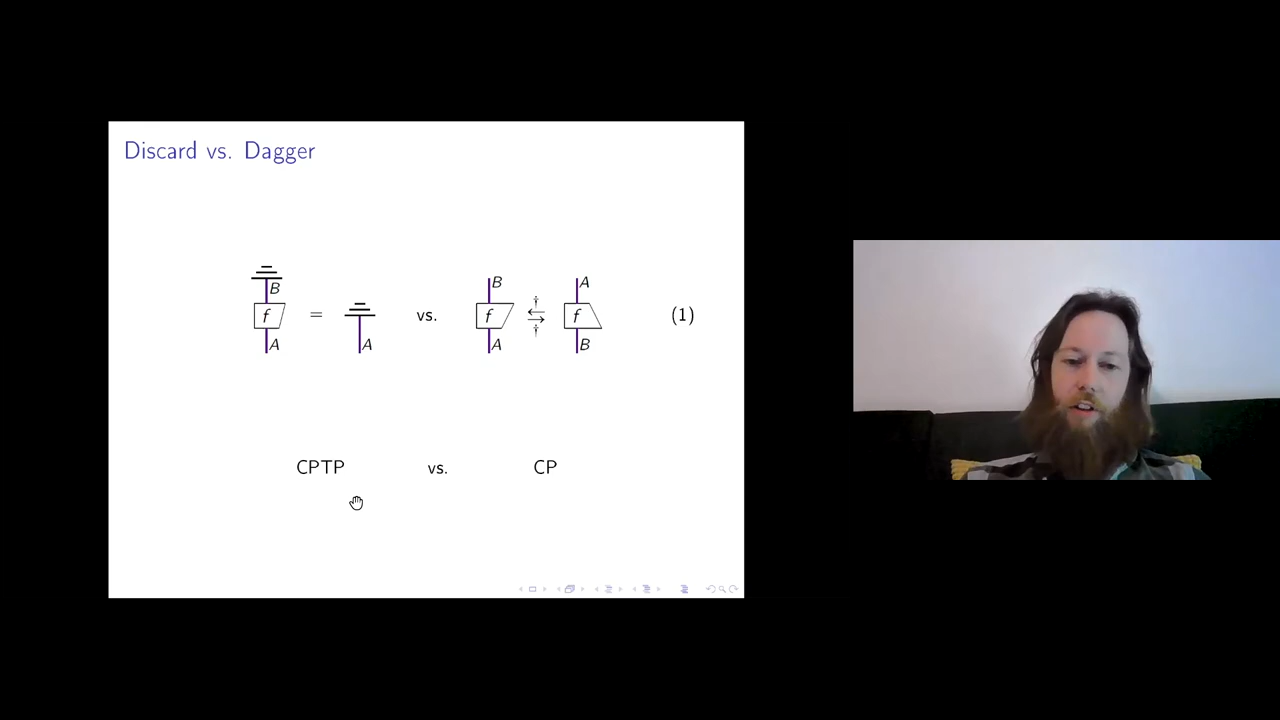 Discard vs. Dagger
B B A
f = vs. f † ← → † f (1)
A A A B
CPTP vs. CP